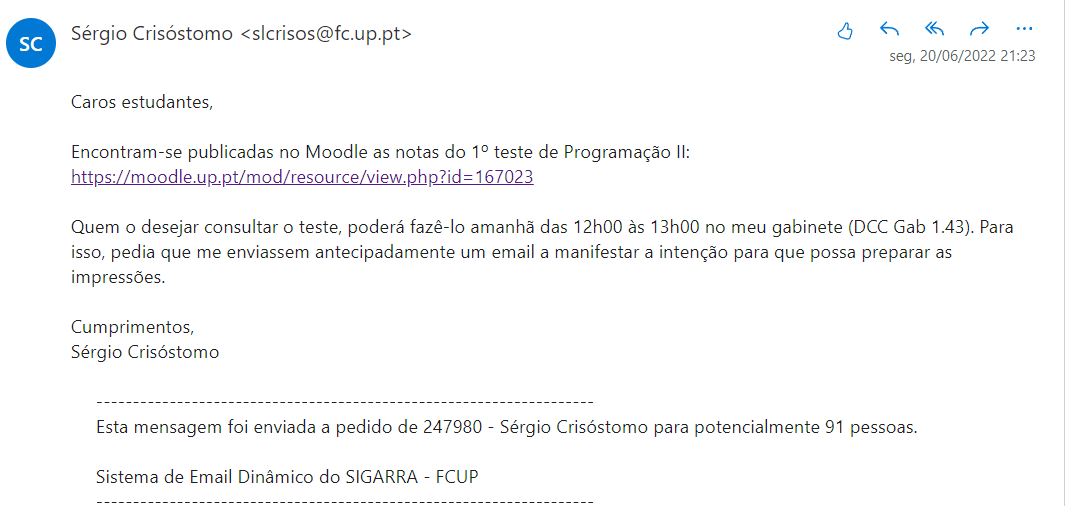 SC
Sérgio Crisóstomo <slcrisos@fc.up.pt>
seg, 20/06/2022 21:23
Caros estudantes,
Encontram-se publicadas no Moodle as notas do 1º teste de Programação II:
https://moodle.up.pt/mod/resource/view.php?id=167023
Quem o desejar consultar o teste, poderá fazê-lo amanhã das 12h00 às 13h00 no meu gabinete (DCC Gab 1.43). Para
isso, pedia que me enviassem antecipadamente um email a manifestar a intenção para que possa preparar as
impressões.
Cumprimentos,
Sérgio Crisóstomo
--------------------------------------------------------------------
Esta mensagem foi enviada a pedido de 247980 - Sérgio Crisóstomo para potencialmente 91 pessoas.
Sistema de Email Dinâmico do SIGARRA - FCUP
--------------------------------------------------------------------